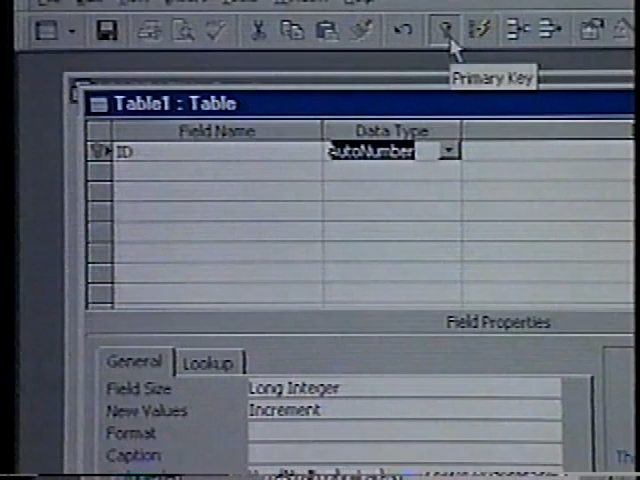 Primary Key
Table1 : Table
Field Name Data Type
ID AutoNumber
Field Properties
General Lookup
Field Size Long Integer
New Values Increment
Format
Caption